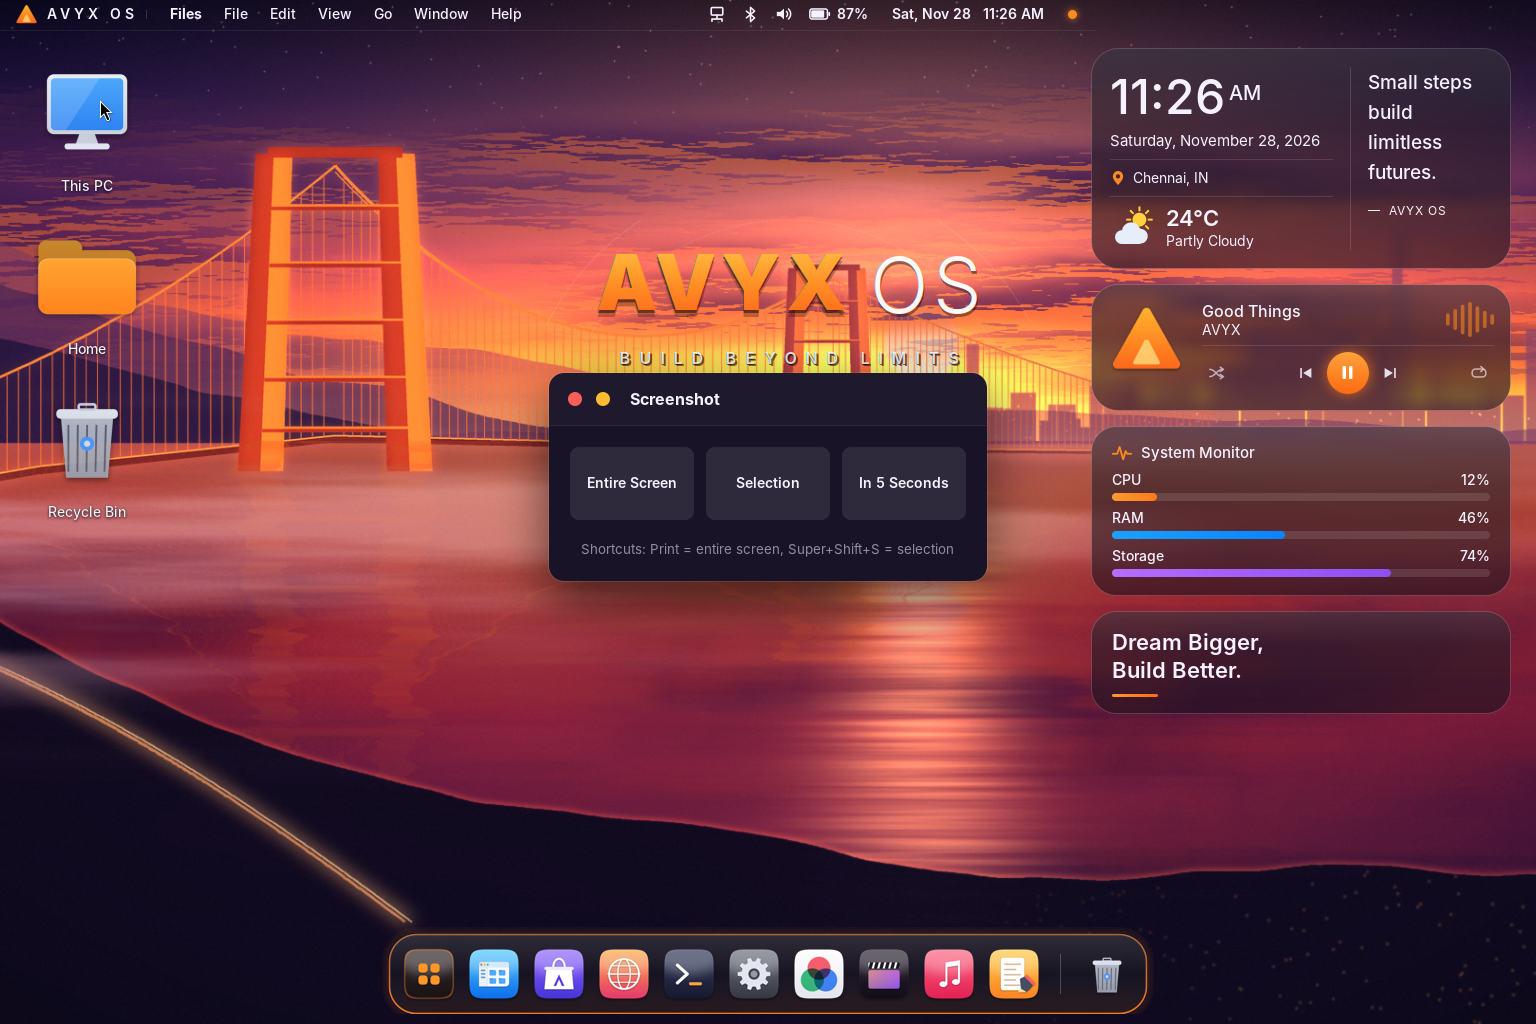 AVYX OS
Files File Edit View Go Window Help
87% Sat, Nov 28 11:26 AM
This PC
Home
Recycle Bin
AVYX OS
BUILD BEYOND LIMITS
Screenshot
Entire Screen
Selection
In 5 Seconds
Shortcuts: Print = entire screen, Super+Shift+S = selection
11:26 AM
Saturday, November 28, 2026
Chennai, IN
24°C
Partly Cloudy
Small steps
build
limitless
futures.
— AVYX OS
Good Things
AVYX
System Monitor
CPU 12%
RAM 46%
Storage 74%
Dream Bigger,
Build Better.